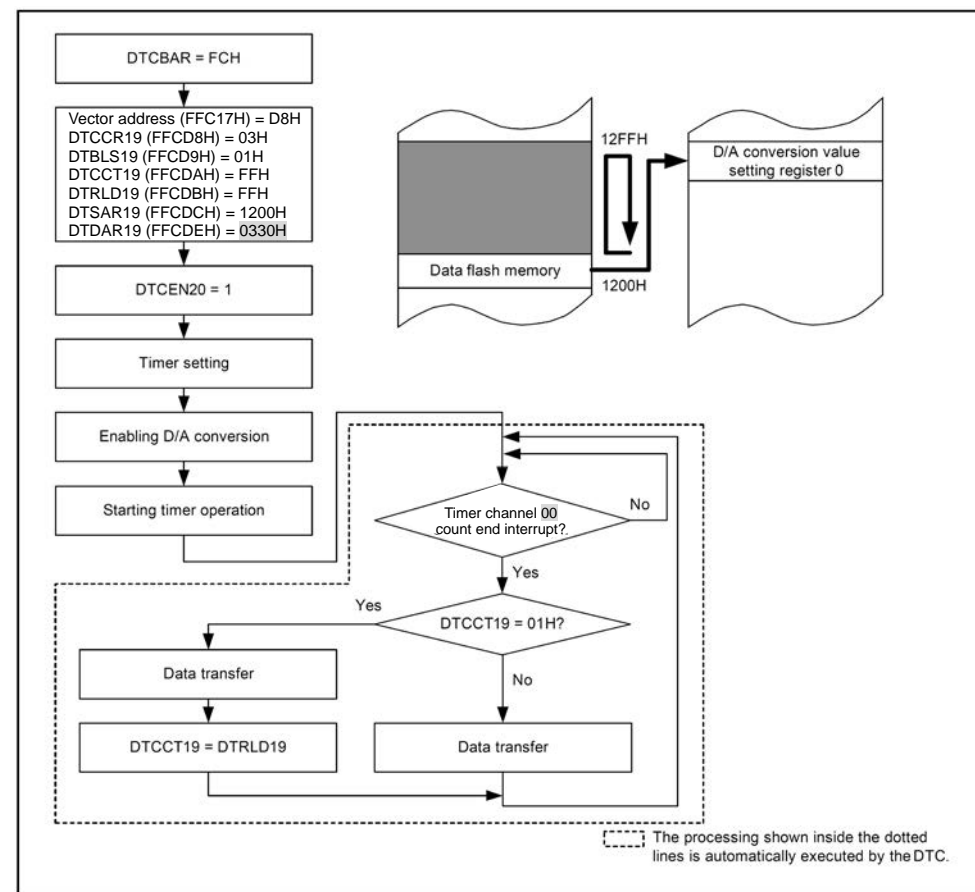 DTCBAR = FCH
Vector address (FFC17H) = D8H
DTCCR19 (FFCD8H) = 03H
DTBLS19 (FFCD9H) = 01H
DTCCT19 (FFCDAH) = FFH
DTRLD19 (FFCDBH) = FFH
DTSAR19 (FFCDCH) = 1200H
DTDAR19 (FFCDEH) = 0330H
DTCEN20 = 1
Timer setting
Enabling D/A conversion
Starting timer operation
12FFH
D/A conversion value
setting register 0
Data flash memory
1200H
Timer channel 00
count end interrupt?.
No
Yes
DTCCT19 = 01H?
Yes
No
Data transfer
DTCCT19 = DTRLD19
Data transfer
The processing shown inside the dotted
lines is automatically executed by the DTC.